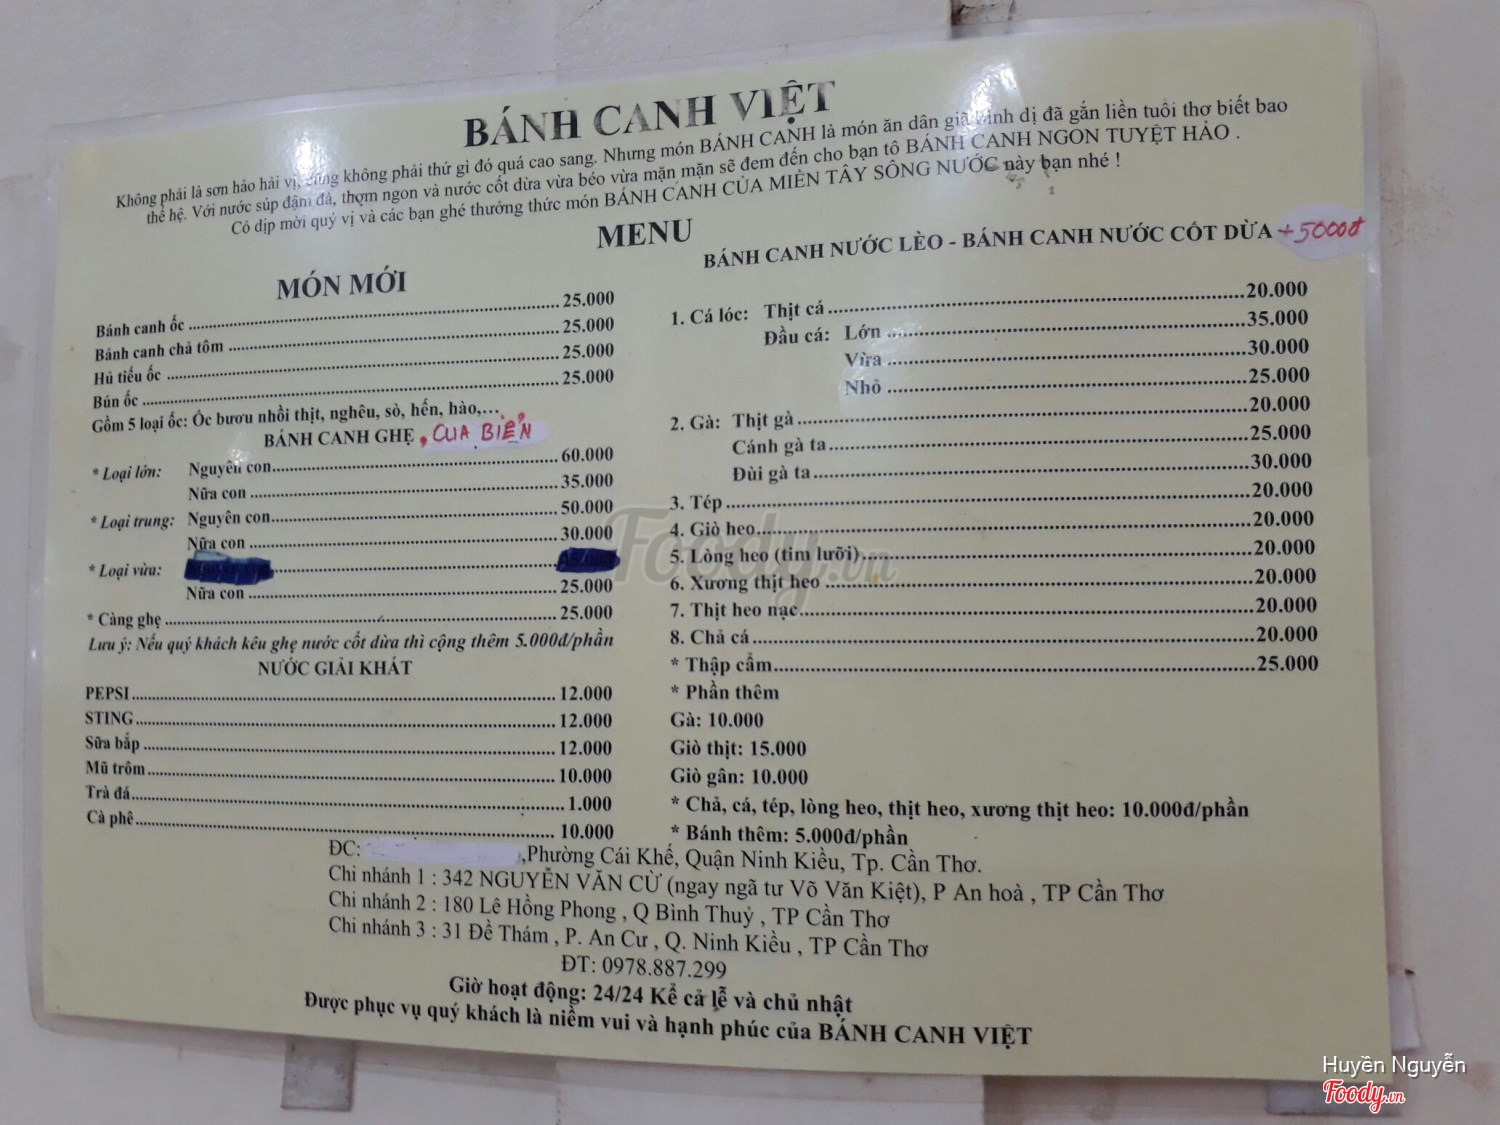 BÁNH CANH VIỆT
Không phải là sơn hào hải vị, cũng không phải thứ gì đó quá cao sang. Nhưng món BÁNH CANH là món ăn dân giã bình dị đã gắn liền tuổi thơ biết bao
thế hệ. Với nước súp đậm đà, thơm ngon và nước cốt dừa vừa béo vừa mặn mặn sẽ đem đến cho bạn tô BÁNH CANH NGON TUYỆT HẢO .
Có dịp mời quý vị và các bạn ghé thưởng thức món BÁNH CANH CỦA MIỀN TÂY SÔNG NƯỚC này bạn nhé !
MENU
MÓN MỚI
Bánh canh ốc 25.000
Bánh canh chả tôm 25.000
Hủ tiếu ốc 25.000
Bún ốc 25.000
Gồm 5 loại ốc: Ốc bươu nhồi thịt, nghêu, sò, hến, hào,...
BÁNH CANH GHẸ , CUA BIỂN
* Loại lớn: Nguyên con 60.000
Nữa con 35.000
* Loại trung: Nguyên con 50.000
Nữa con 30.000
* Loại vừa:
Nữa con 25.000
* Càng ghẹ 25.000
Lưu ý: Nếu quý khách kêu ghẹ nước cốt dừa thì cộng thêm 5.000đ/phần
NƯỚC GIẢI KHÁT
PEPSI 12.000
STING 12.000
Sữa bắp 12.000
Mũ trôm 10.000
Trà đá 1.000
Cà phê 10.000
BÁNH CANH NƯỚC LÈO - BÁNH CANH NƯỚC CỐT DỪA +5000đ
1. Cá lóc: Thịt cá 20.000
Đầu cá: Lớn 35.000
Vừa 30.000
Nhỏ 25.000
2. Gà: Thịt gà 20.000
Cánh gà ta 25.000
Đùi gà ta 30.000
3. Tép 20.000
4. Giò heo 20.000
5. Lòng heo (tim lưỡi) 20.000
6. Xương thịt heo 20.000
7. Thịt heo nạc 20.000
8. Chả cá 20.000
* Thập cẩm 25.000
* Phần thêm
Gà: 10.000
Giò thịt: 15.000
Giò gân: 10.000
* Chả, cá, tép, lòng heo, thịt heo, xương thịt heo: 10.000đ/phần
* Bánh thêm: 5.000đ/phần
ĐC: ,Phường Cái Khế, Quận Ninh Kiều, Tp. Cần Thơ.
Chi nhánh 1 : 342 NGUYỄN VĂN CỪ (ngay ngã tư Võ Văn Kiệt), P An hoà , TP Cần Thơ
Chi nhánh 2 : 180 Lê Hồng Phong , Q Bình Thuỷ , TP Cần Thơ
Chi nhánh 3 : 31 Đề Thám , P. An Cư , Q. Ninh Kiều , TP Cần Thơ
ĐT: 0978.887.299
Giờ hoạt động: 24/24 Kể cả lễ và chủ nhật
Được phục vụ quý khách là niềm vui và hạnh phúc của BÁNH CANH VIỆT
Foody.vn
Huyền Nguyễn
Foody.vn